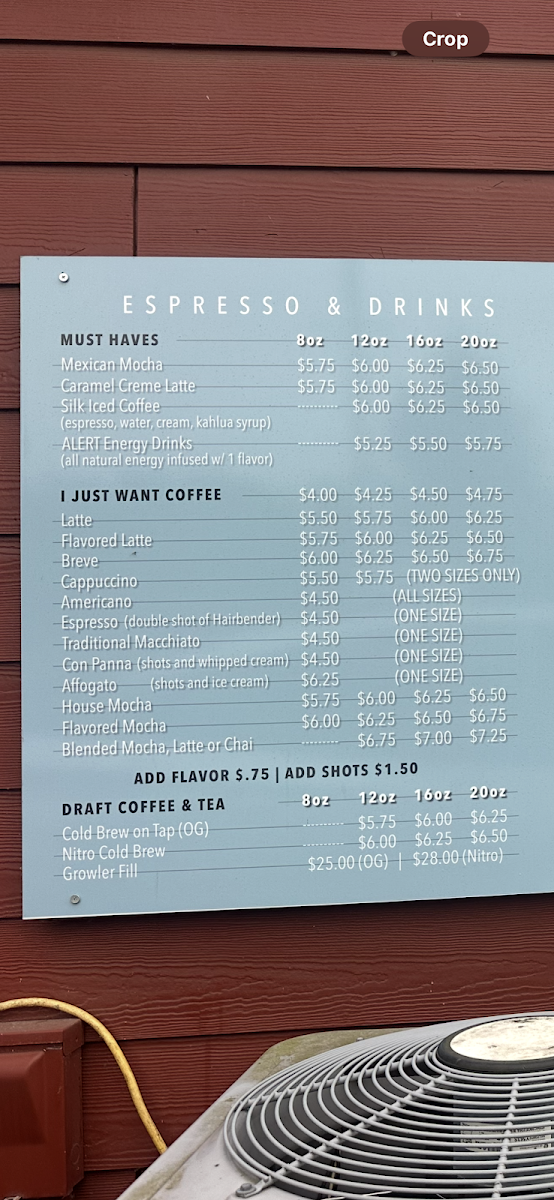 Crop
ESPRESSO & DRINKS
MUST HAVES 8oz 12oz 16oz 20oz
Mexican Mocha $5.75 $6.00 $6.25 $6.50
Caramel Creme Latte $5.75 $6.00 $6.25 $6.50
Silk Iced Coffee --------- $6.00 $6.25 $6.50
(espresso, water, cream, kahlua syrup)
ALERT Energy Drinks --------- $5.25 $5.50 $5.75
(all natural energy infused w/ 1 flavor)
I JUST WANT COFFEE $4.00 $4.25 $4.50 $4.75
Latte $5.50 $5.75 $6.00 $6.25
Flavored Latte $5.75 $6.00 $6.25 $6.50
Breve $6.00 $6.25 $6.50 $6.75
Cappuccino $5.50 $5.75 (TWO SIZES ONLY)
Americano $4.50 (ALL SIZES)
Espresso (double shot of Hairbender) $4.50 (ONE SIZE)
Traditional Macchiato $4.50 (ONE SIZE)
Con Panna (shots and whipped cream) $4.50 (ONE SIZE)
Affogato (shots and ice cream) $6.25 (ONE SIZE)
House Mocha $5.75 $6.00 $6.25 $6.50
Flavored Mocha $6.00 $6.25 $6.50 $6.75
Blended Mocha, Latte or Chai --------- $6.75 $7.00 $7.25
ADD FLAVOR $.75 | ADD SHOTS $1.50
DRAFT COFFEE & TEA 8oz 12oz 16oz 20oz
Cold Brew on Tap (OG) --------- $5.75 $6.00 $6.25
Nitro Cold Brew --------- $6.00 $6.25 $6.50
Growler Fill $25.00 (OG) | $28.00 (Nitro)